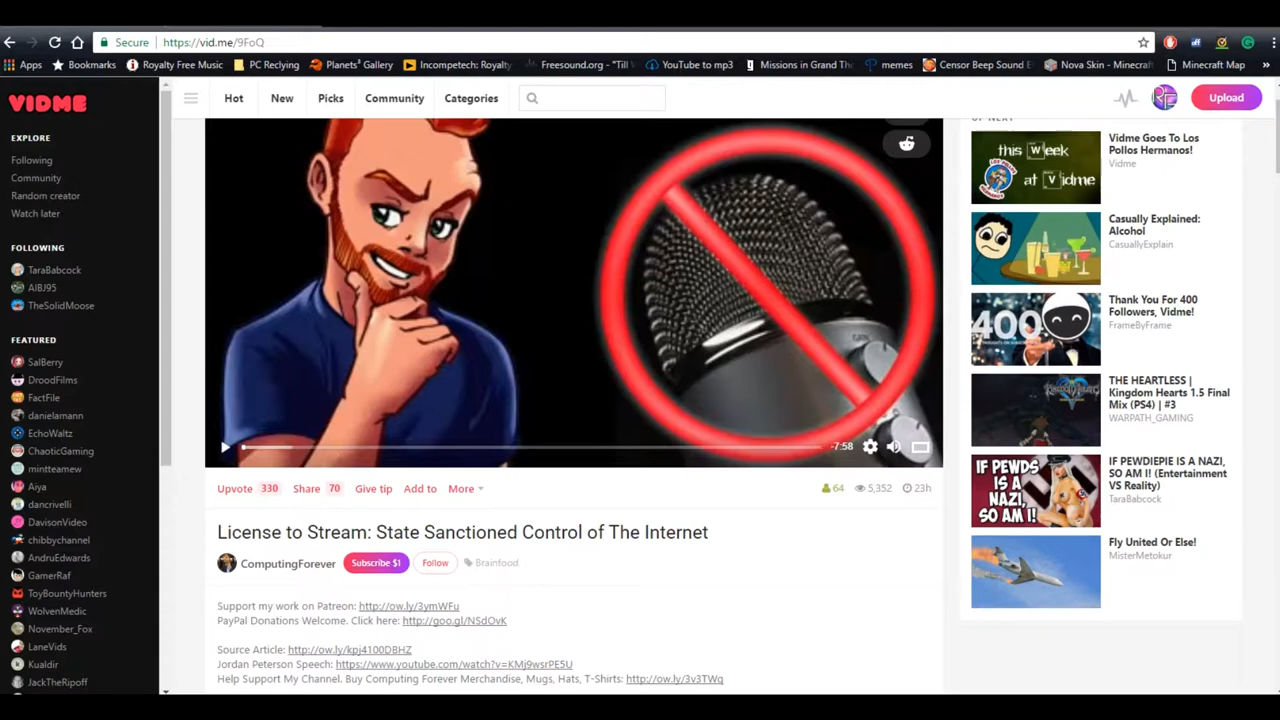 Secure https://vid.me/9FoQ
Apps Bookmarks Royalty Free Music PC Reclying Planets' Gallery Incompetech: Royalty Freesound.org - "Till YouTube to mp3 Missions in Grand The memes Censor Beep Sound E Nova Skin - Minecraft Minecraft Map
VIDME
Hot New Picks Community Categories
Upload
EXPLORE
Following
Community
Random creator
Watch later
FOLLOWING
TaraBabcock
AIBJ95
TheSolidMoose
FEATURED
SalBerry
DroodFilms
FactFile
danielamann
EchoWaltz
ChaoticGaming
mintteamew
Aiya
dancrivelli
DavisonVideo
chibbychannel
AndruEdwards
GamerRaf
ToyBountyHunters
WolvenMedic
November_Fox
LaneVids
Kualdir
JackTheRipoff
-7:58
Upvote 330 Share 70 Give tip Add to More
64 5,352 23h
License to Stream: State Sanctioned Control of The Internet
ComputingForever Subscribe $1 Follow Brainfood
Support my work on Patreon: http://ow.ly/3ymWFu
PayPal Donations Welcome. Click here: http://goo.gl/NSdOvK
Source Article: http://ow.ly/kpj4100DBHZ
Jordan Peterson Speech: https://www.youtube.com/watch?v=KMj9wsrPE5U
Help Support My Channel. Buy Computing Forever Merchandise, Mugs, Hats, T-Shirts: http://ow.ly/3v3TWq
UP NEXT
this week
at Vidme
Vidme Goes To Los
Pollos Hermanos!
Vidme
Casually Explained:
Alcohol
CasuallyExplain
400
Thank You For 400
Followers, Vidme!
FrameByFrame
THE HEARTLESS |
Kingdom Hearts 1.5 Final
Mix (PS4) | #3
WARPATH_GAMING
IF PEWDS
IS A
NAZI,
SO AM I!
IF PEWDIEPIE IS A NAZI,
SO AM I! (Entertainment
VS Reality)
TaraBabcock
Fly United Or Else!
MisterMetokur